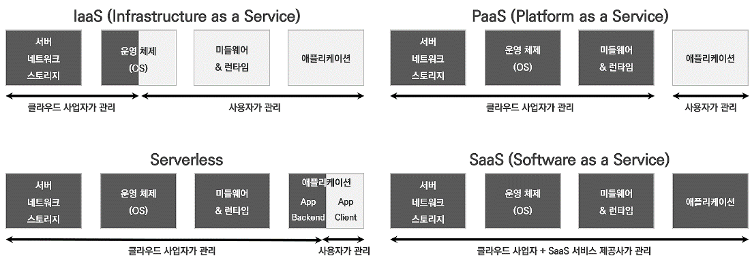 IaaS (Infrastructure as a Service)
서버
네트워크
스토리지
운영 체제
(OS)
미들웨어
& 런타임
애플리케이션
클라우드 사업자가 관리
사용자가 관리
PaaS (Platform as a Service)
서버
네트워크
스토리지
운영 체제
(OS)
미들웨어
& 런타임
애플리케이션
클라우드 사업자가 관리
사용자가 관리
Serverless
서버
네트워크
스토리지
운영 체제
(OS)
미들웨어
& 런타임
애플리케이션
App
Backend
App
Client
클라우드 사업자가 관리
사용자가 관리
SaaS (Software as a Service)
서버
네트워크
스토리지
운영 체제
(OS)
미들웨어
& 런타임
애플리케이션
클라우드 사업자 + SaaS 서비스 제공사가 관리